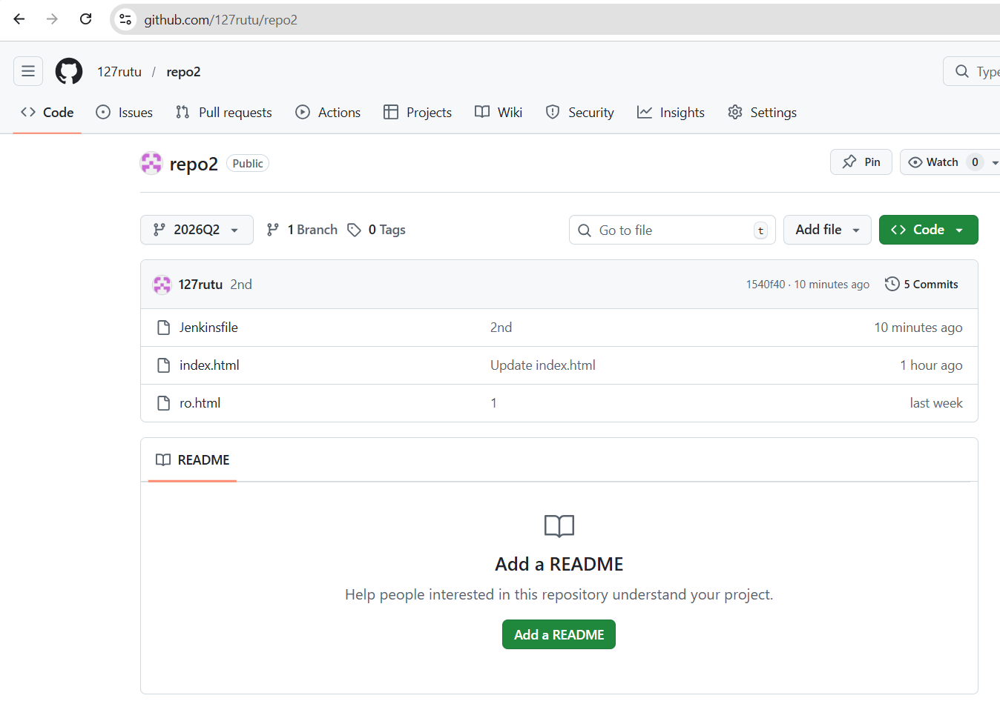 github.com/127rutu/repo2
127rutu / repo2
Type
Code Issues Pull requests Actions Projects Wiki Security Insights Settings
repo2 Public
Pin Watch 0
2026Q2 1 Branch 0 Tags Go to file t Add file Code
127rutu 2nd 1540f40 · 10 minutes ago 5 Commits
Jenkinsfile 2nd 10 minutes ago
index.html Update index.html 1 hour ago
ro.html 1 last week
README
Add a README
Help people interested in this repository understand your project.
Add a README